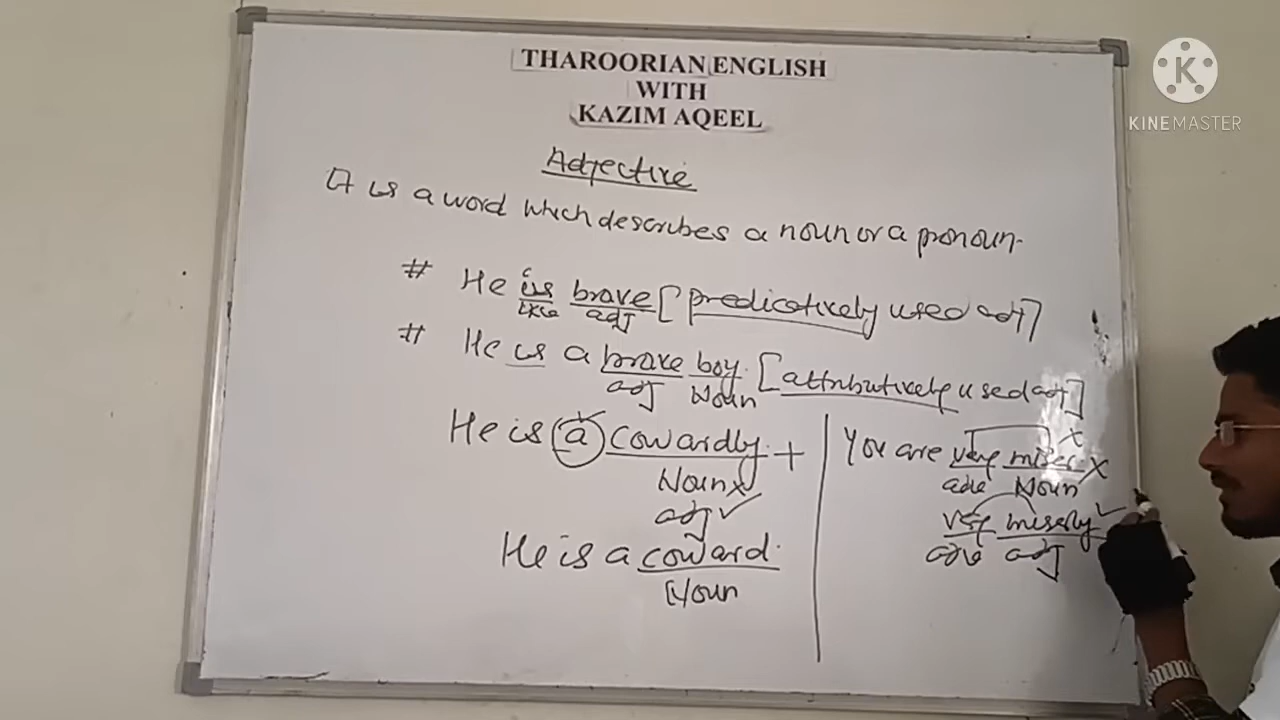 THAROORIAN ENGLISH
WITH
KAZIM AQEEL
KINEMASTER
Adjective
It is a word which describes a noun or a pronoun.
# He is brave [predicatively used adj]
adj
# He is a brave boy. [attributively used adj]
adj Noun
He is a cowardly. +
Noun x
adj ✓
He is a coward.
Noun
You are very miser x
adv Noun
very miserly ✓
adv adj